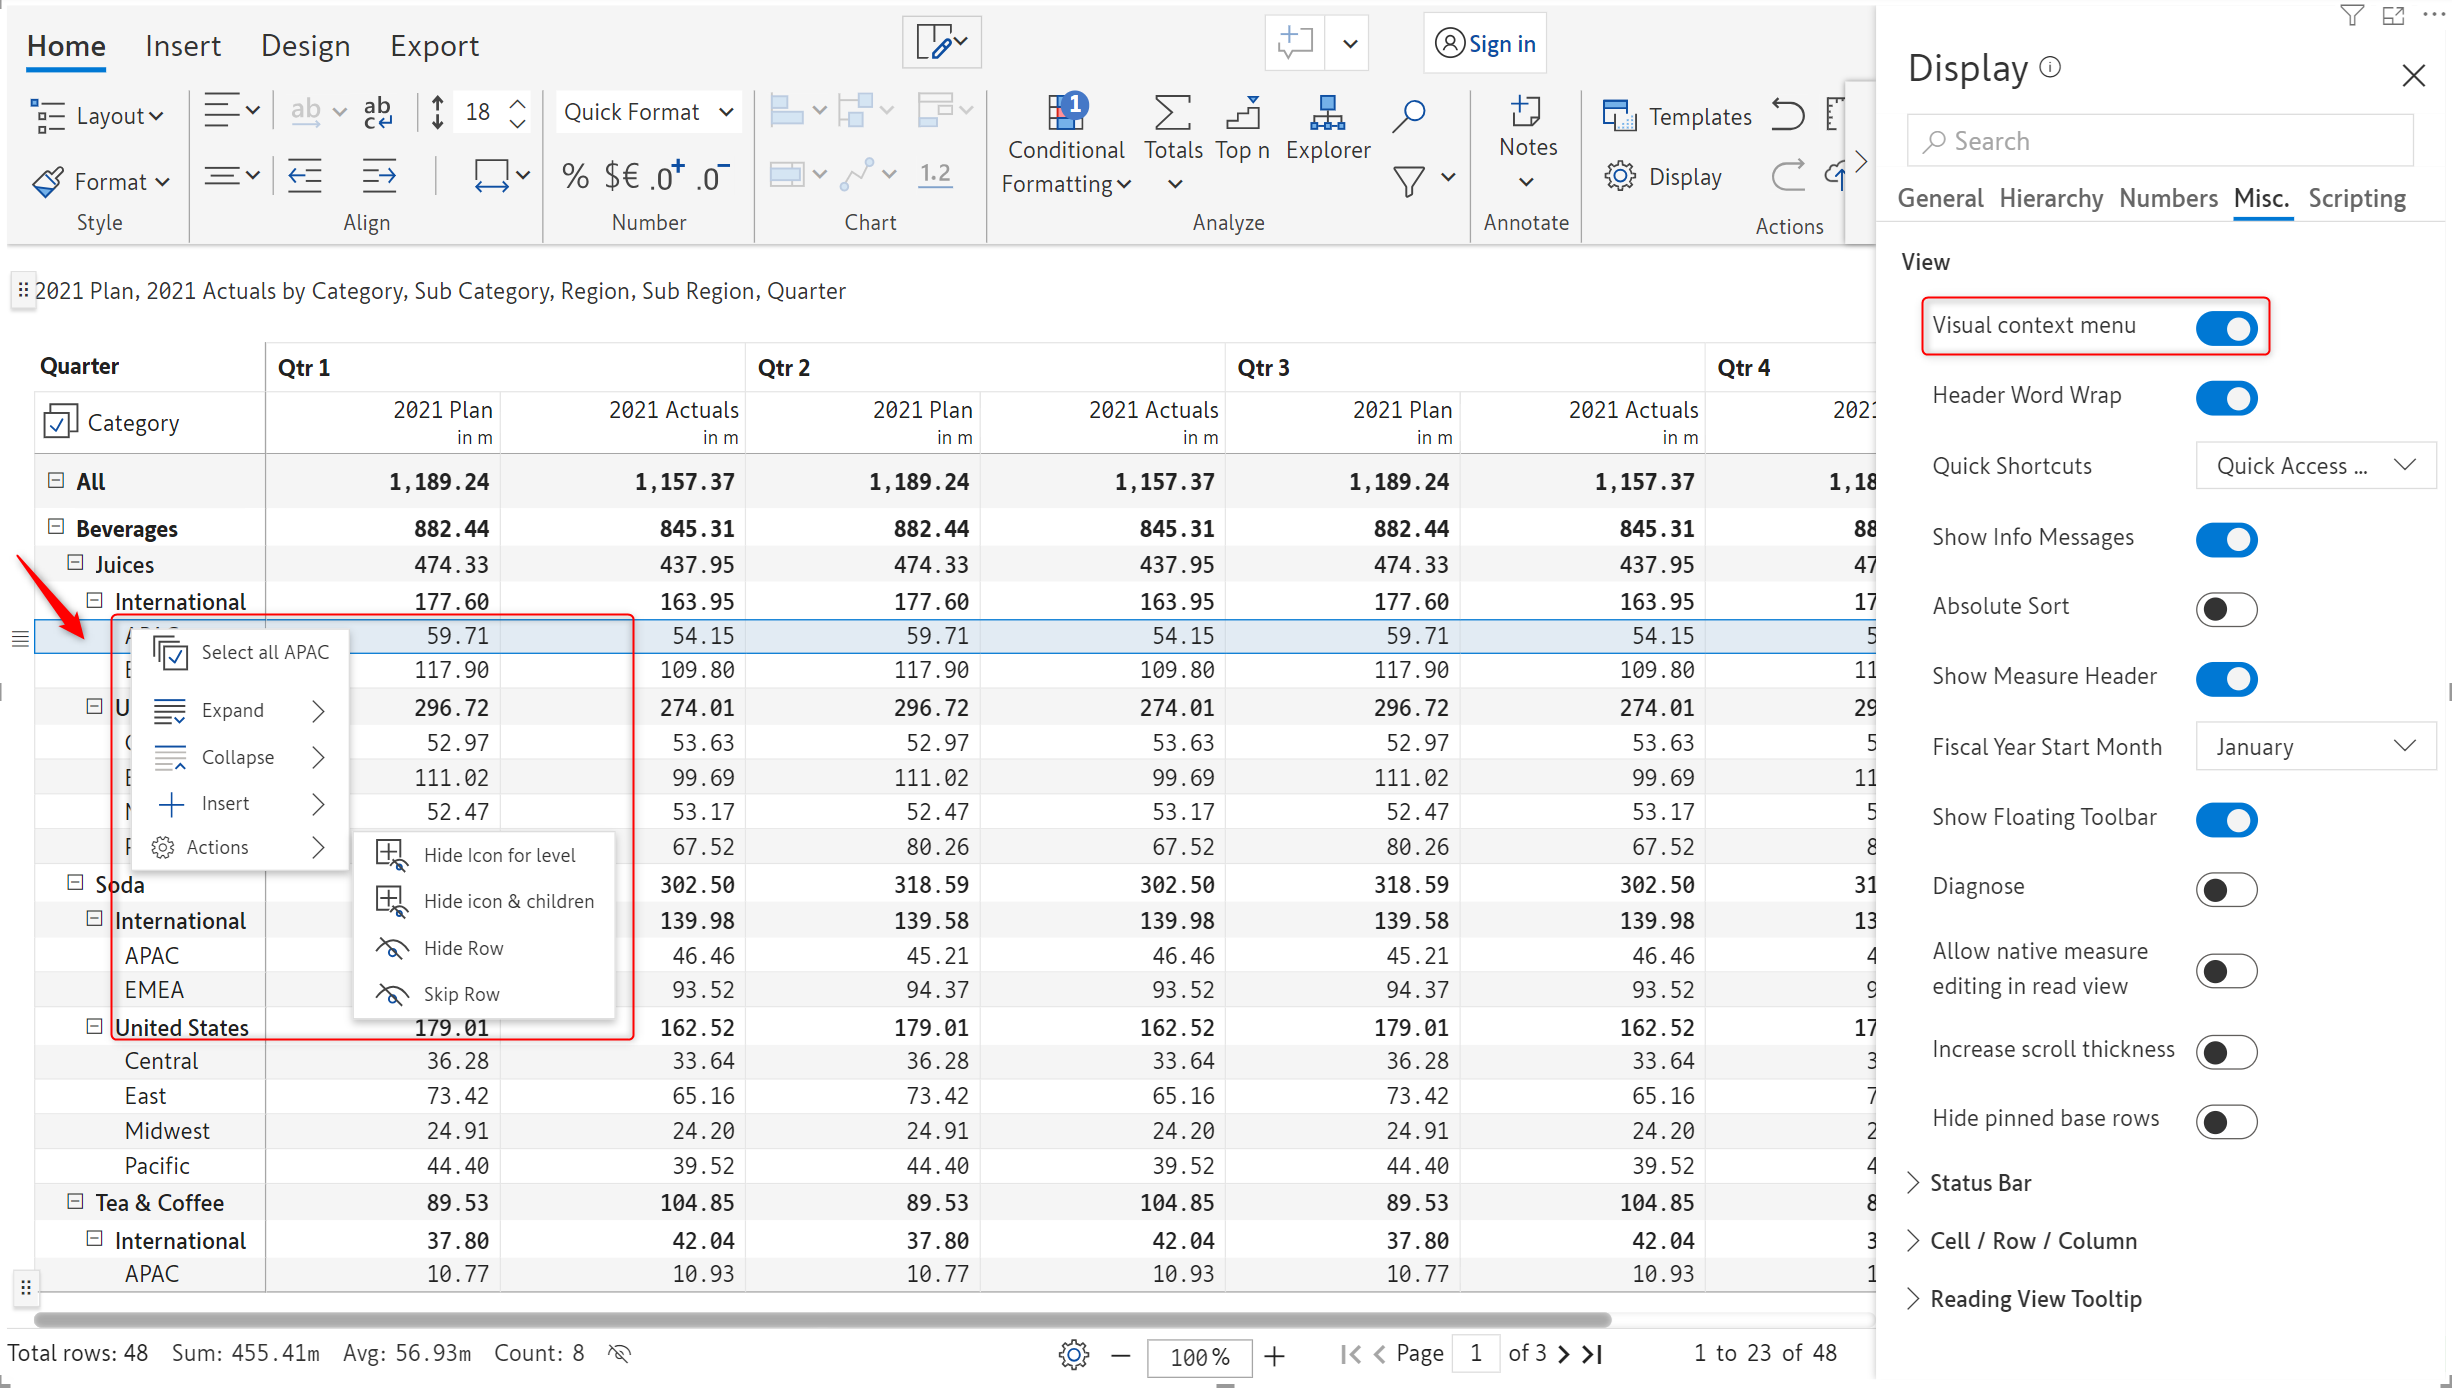 Home Insert Design Export Sign in
Layout ab ab c 18 Quick Format 1
Conditional Formatting Totals Top n Explorer Notes Templates
Format % $€ .0+ .0- 1.2 Display
Style Align Number Chart Analyze Annotate Actions
2021 Plan, 2021 Actuals by Category, Sub Category, Region, Sub Region, Quarter
Quarter Qtr 1 Qtr 2 Qtr 3 Qtr 4
Category 2021 Plan 2021 Actuals 2021 Plan 2021 Actuals 2021 Plan 2021 Actuals 2021
in m in m in m in m in m in m
All 1,189.24 1,157.37 1,189.24 1,157.37 1,189.24 1,157.37 1,18
Beverages 882.44 845.31 882.44 845.31 882.44 845.31 88
Juices 474.33 437.95 474.33 437.95 474.33 437.95 47
International 177.60 163.95 177.60 163.95 177.60 163.95 17
59.71 54.15 59.71 54.15 59.71 54.15 5
E 117.90 109.80 117.90 109.80 117.90 109.80 11
U 296.72 274.01 296.72 274.01 296.72 274.01 29
C 52.97 53.63 52.97 53.63 52.97 53.63 5
E 111.02 99.69 111.02 99.69 111.02 99.69 11
M 52.47 53.17 52.47 53.17 52.47 53.17 5
P 67.52 80.26 67.52 80.26 67.52 8
Soda 302.50 318.59 302.50 318.59 302.50 31
International 139.98 139.58 139.98 139.58 139.98 13
APAC 46.46 45.21 46.46 45.21 46.46 4
EMEA 93.52 94.37 93.52 94.37 93.52 9
United States 179.01 162.52 179.01 162.52 179.01 162.52 17
Central 36.28 33.64 36.28 33.64 36.28 33.64 3
East 73.42 65.16 73.42 65.16 73.42 65.16 7
Midwest 24.91 24.20 24.91 24.20 24.91 24.20 2
Pacific 44.40 39.52 44.40 39.52 44.40 39.52 4
Tea & Coffee 89.53 104.85 89.53 104.85 89.53 104.85 8
International 37.80 42.04 37.80 42.04 37.80 42.04 3
APAC 10.77 10.93 10.77 10.93 10.77 10.93 1
Select all APAC
Expand
Collapse
Insert
Actions
Hide Icon for level
Hide icon & children
Hide Row
Skip Row
Total rows: 48 Sum: 455.41m Avg: 56.93m Count: 8 100% Page 1 of 3 1 to 23 of 48
Display
Search
General Hierarchy Numbers Misc. Scripting
View
Visual context menu
Header Word Wrap
Quick Shortcuts Quick Access ...
Show Info Messages
Absolute Sort
Show Measure Header
Fiscal Year Start Month January
Show Floating Toolbar
Diagnose
Allow native measure
editing in read view
Increase scroll thickness
Hide pinned base rows
Status Bar
Cell / Row / Column
Reading View Tooltip